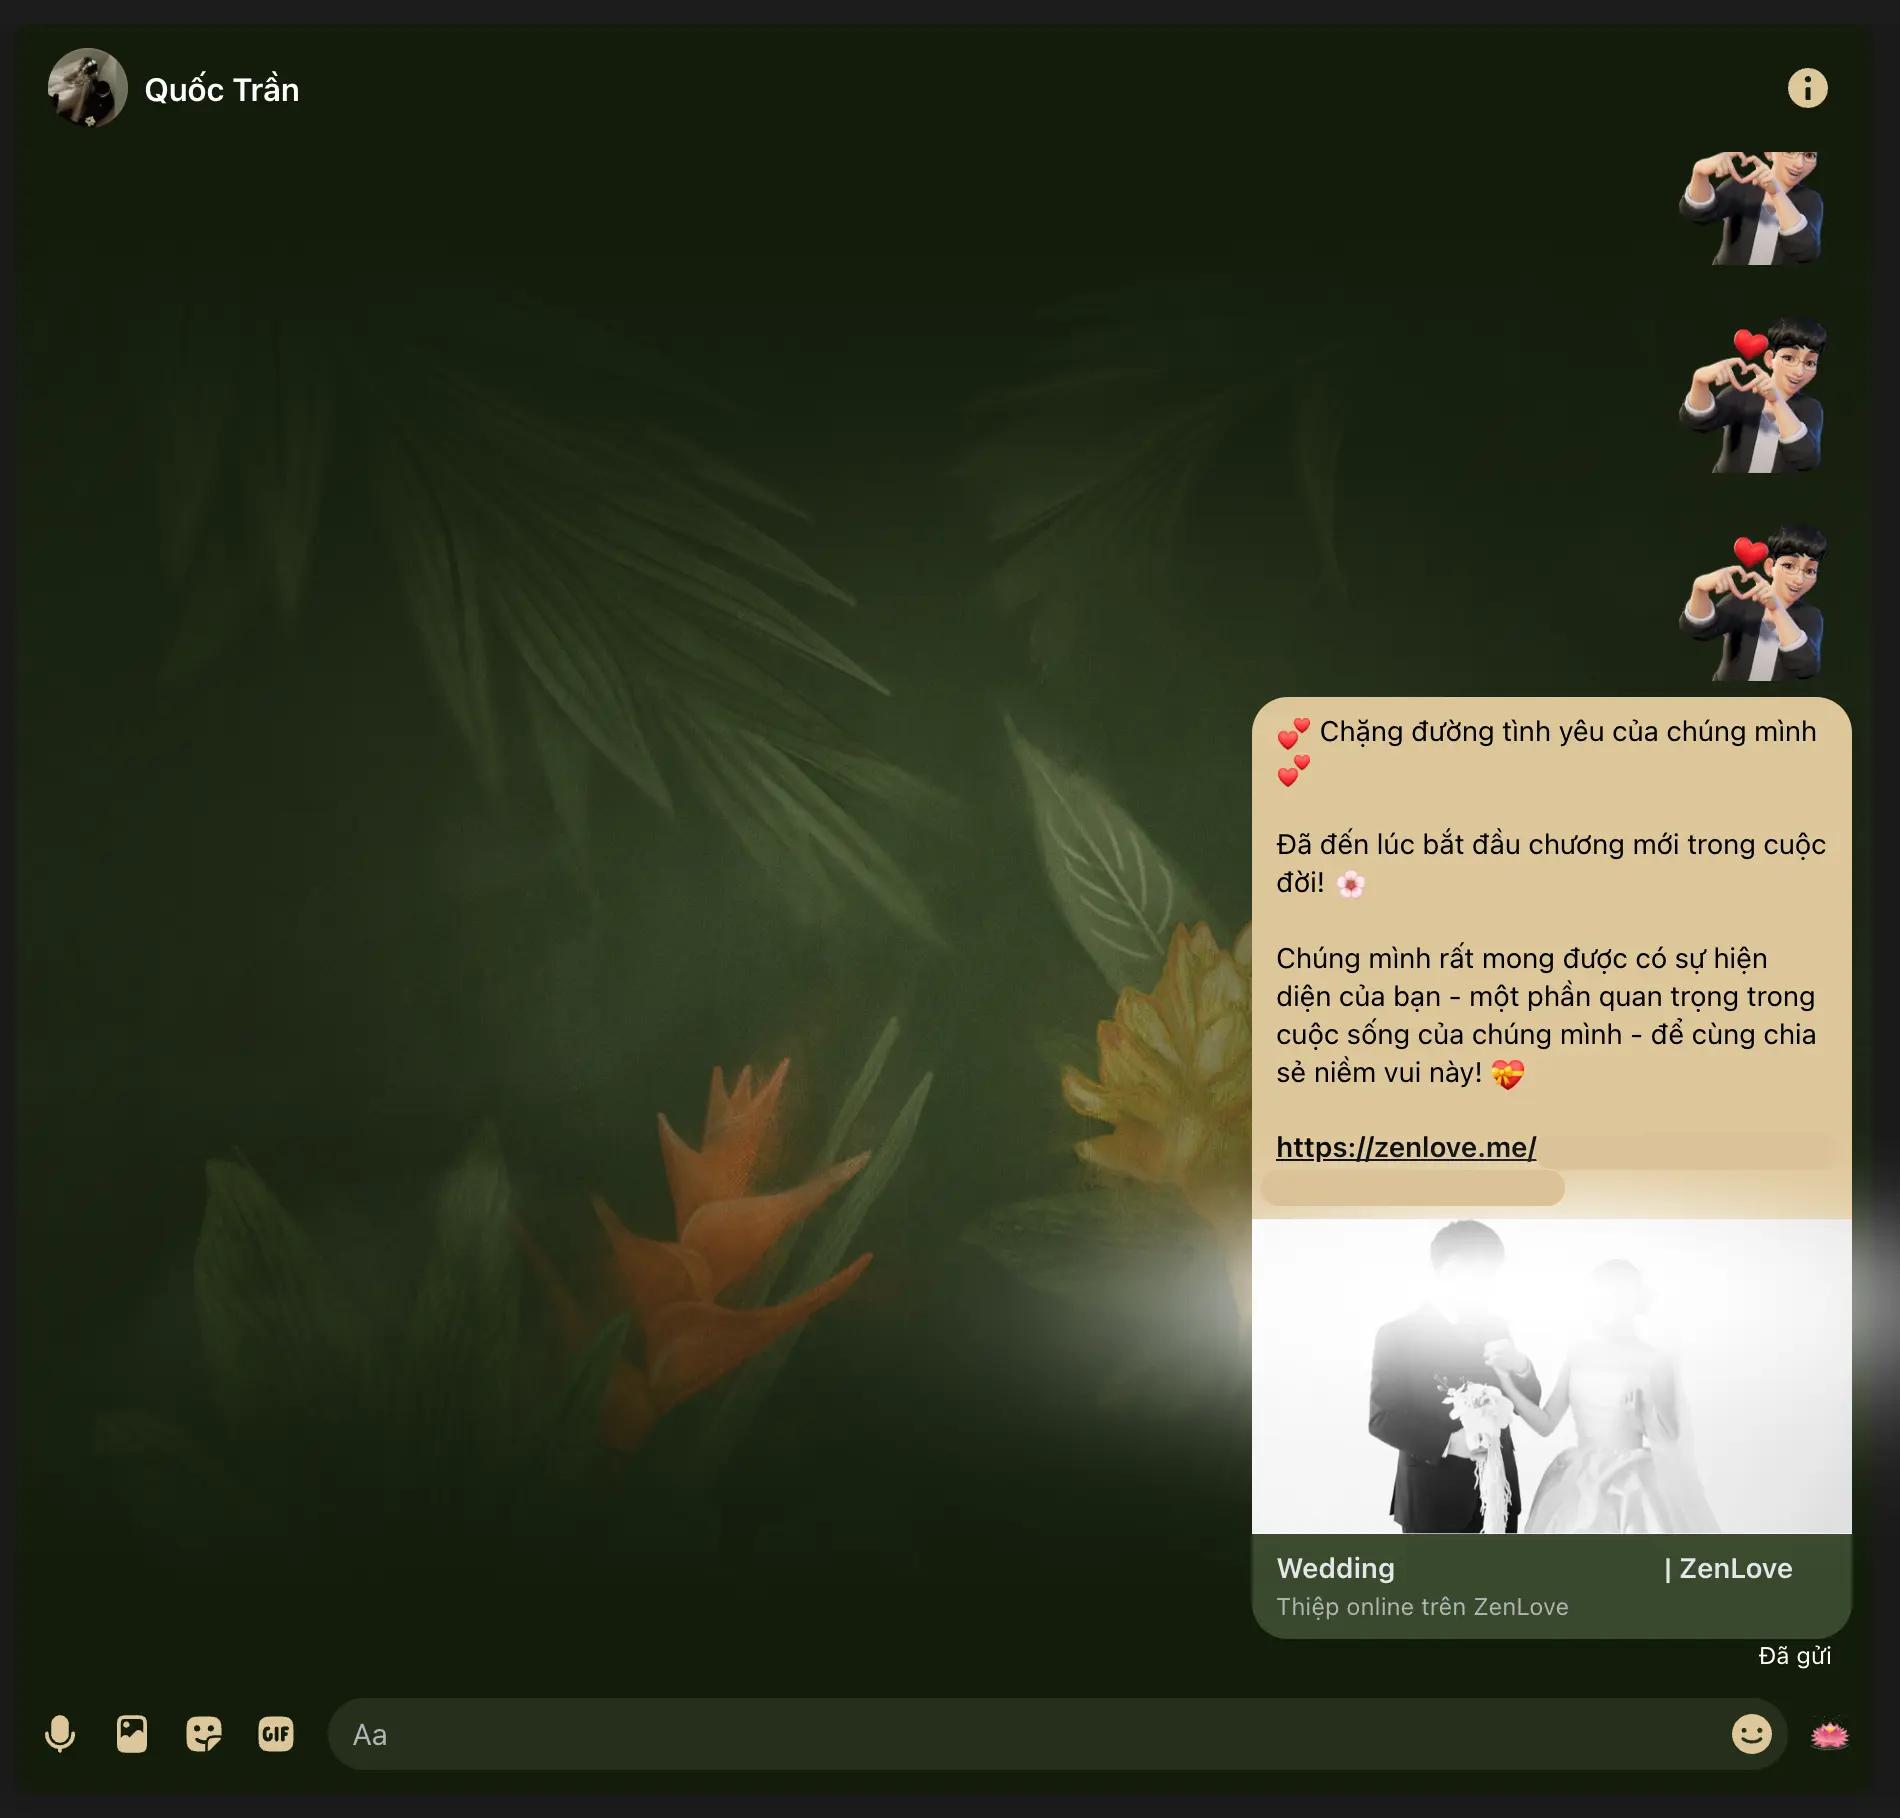 Quốc Trần
💕 Chặng đường tình yêu của chúng mình
💕
Đã đến lúc bắt đầu chương mới trong cuộc
đời! 🌸
Chúng mình rất mong được có sự hiện
diện của bạn - một phần quan trọng trong
cuộc sống của chúng mình - để cùng chia
sẻ niềm vui này! 💝
https://zenlove.me/
Wedding | ZenLove
Thiệp online trên ZenLove
Đã gửi
GIF
Aa